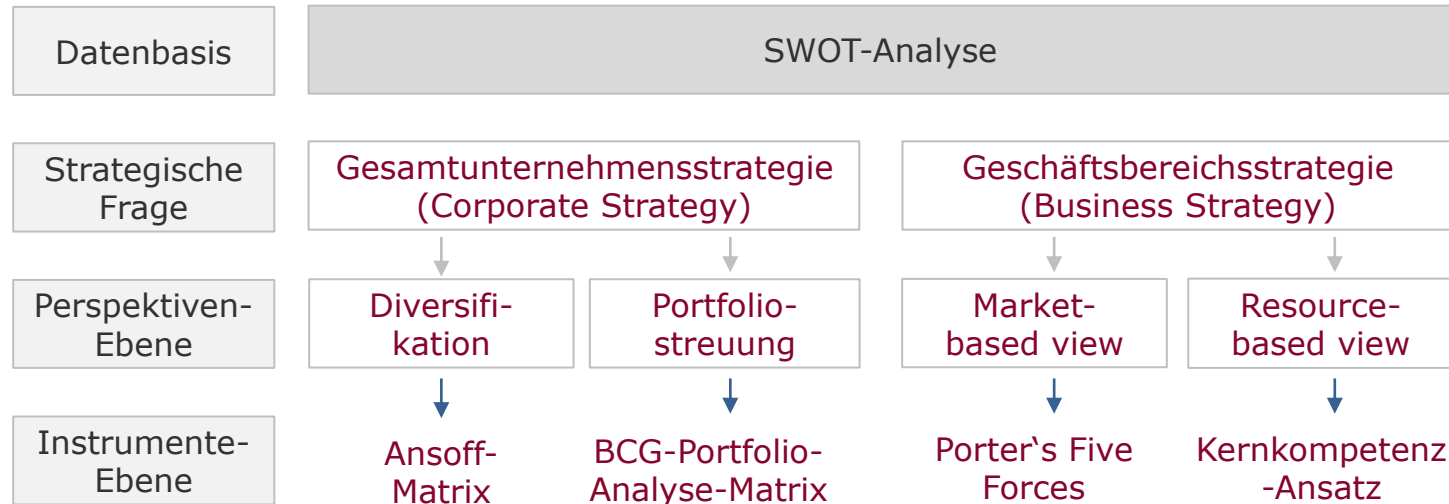 Datenbasis
SWOT-Analyse
Strategische
Frage
Gesamtunternehmensstrategie
(Corporate Strategy)
Geschäftsbereichsstrategie
(Business Strategy)
Perspektiven-
Ebene
Diversifi-
kation
Portfolio-
streuung
Market-
based view
Resource-
based view
Instrumente-
Ebene
Ansoff-
Matrix
BCG-Portfolio-
Analyse-Matrix
Porter‘s Five
Forces
Kernkompetenz
-Ansatz